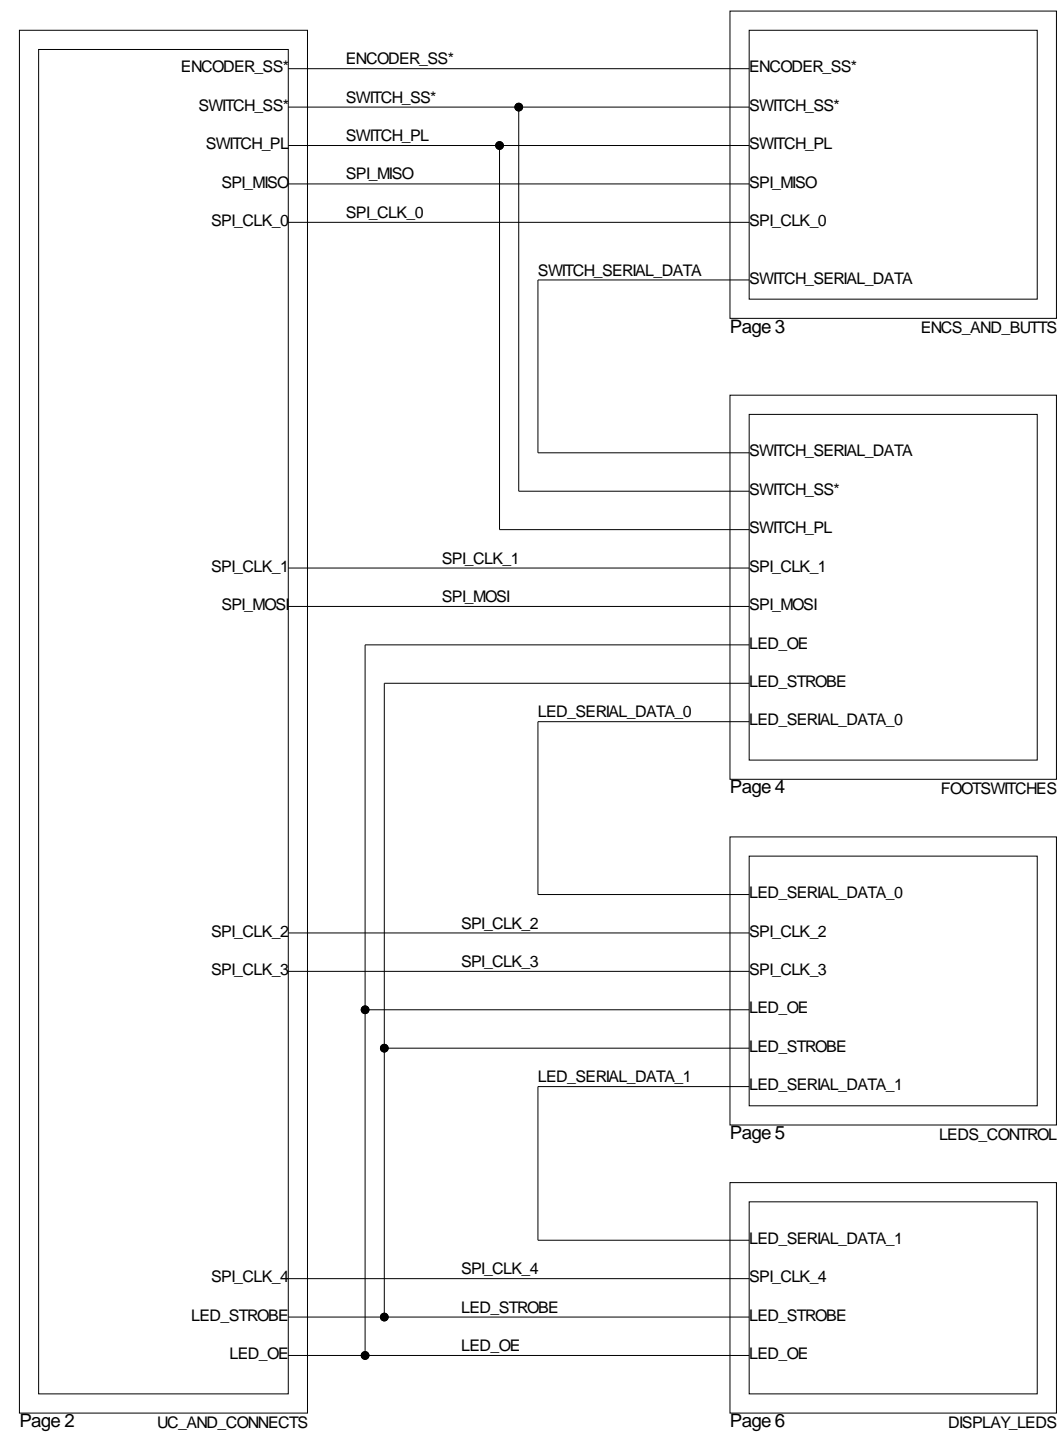 ENCODER_SS* ENCODER_SS* ENCODER_SS*
SWITCH_SS* SWITCH_SS* SWITCH_SS*
SWITCH_PL SWITCH_PL SWITCH_PL
SPI_MISO SPI_MISO SPI_MISO
SPI_CLK_0 SPI_CLK_0 SPI_CLK_0
SWITCH_SERIAL_DATA SWITCH_SERIAL_DATA
Page 3 ENCS_AND_BUTTS
SWITCH_SERIAL_DATA
SWITCH_SS*
SWITCH_PL
SPI_CLK_1 SPI_CLK_1 SPI_CLK_1
SPI_MOSI SPI_MOSI SPI_MOSI
LED_OE
LED_STROBE
LED_SERIAL_DATA_0 LED_SERIAL_DATA_0
Page 4 FOOTSWITCHES
LED_SERIAL_DATA_0
SPI_CLK_2 SPI_CLK_2 SPI_CLK_2
SPI_CLK_3 SPI_CLK_3 SPI_CLK_3
LED_OE
LED_STROBE
LED_SERIAL_DATA_1 LED_SERIAL_DATA_1
Page 5 LEDS_CONTROL
LED_SERIAL_DATA_1
SPI_CLK_4 SPI_CLK_4 SPI_CLK_4
LED_STROBE LED_STROBE LED_STROBE
LED_OE LED_OE LED_OE
Page 2 UC_AND_CONNECTS Page 6 DISPLAY_LEDS